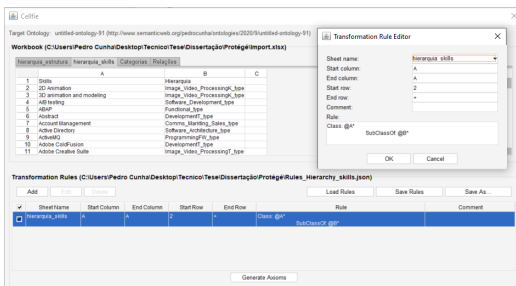 Cellfie
Target Ontology: untitled-ontology-91 (http://www.semanticweb.org/pedrocunha/ontologies/2020/9/untitled-ontology-91)
Workbook (C:\Users\Pedro Cunha\Desktop\Tecnico\Tese\Dissertação\Protégé\Import.xlsx)
hierarquia_estrutura hierarquia_skills Categorias Relações
A B C
1 Skills Hierarquia
2 2D Animation Image_Video_ProcessingK_type
3 3D animation and modeling Image_Video_ProcessingK_type
4 A/B testing Software_Development_type
5 ABAP Functional_type
6 Abstract DevelopmentT_type
7 Account Management Comms_Markting_Sales_type
8 Active Directory Software_Architecture_type
9 ActiveMQ ProgrammingFW_type
10 Adobe ColdFusion DevelopmentT_type
11 Adobe Creative Suite Image_Video_ProcessingT_type
Transformation Rule Editor
Sheet name: hierarquia_skills
Start column: A
End column: A
Start row: 2
End row: +
Comment:
Rule:
Class: @A*
SubClassOf @B*
OK Cancel
Transformation Rules (C:\Users\Pedro Cunha\Desktop\Tecnico\Tese\Dissertação\Protégé\Rules_Hierarchy_skills.json)
Add Edit Delete Load Rules Save Rules Save As...
Sheet Name Start Column End Column Start Row End Row Rule Comment
hierarquia_skills A A 2 + Class: @A*
SubClassOf @B*
Generate Axioms